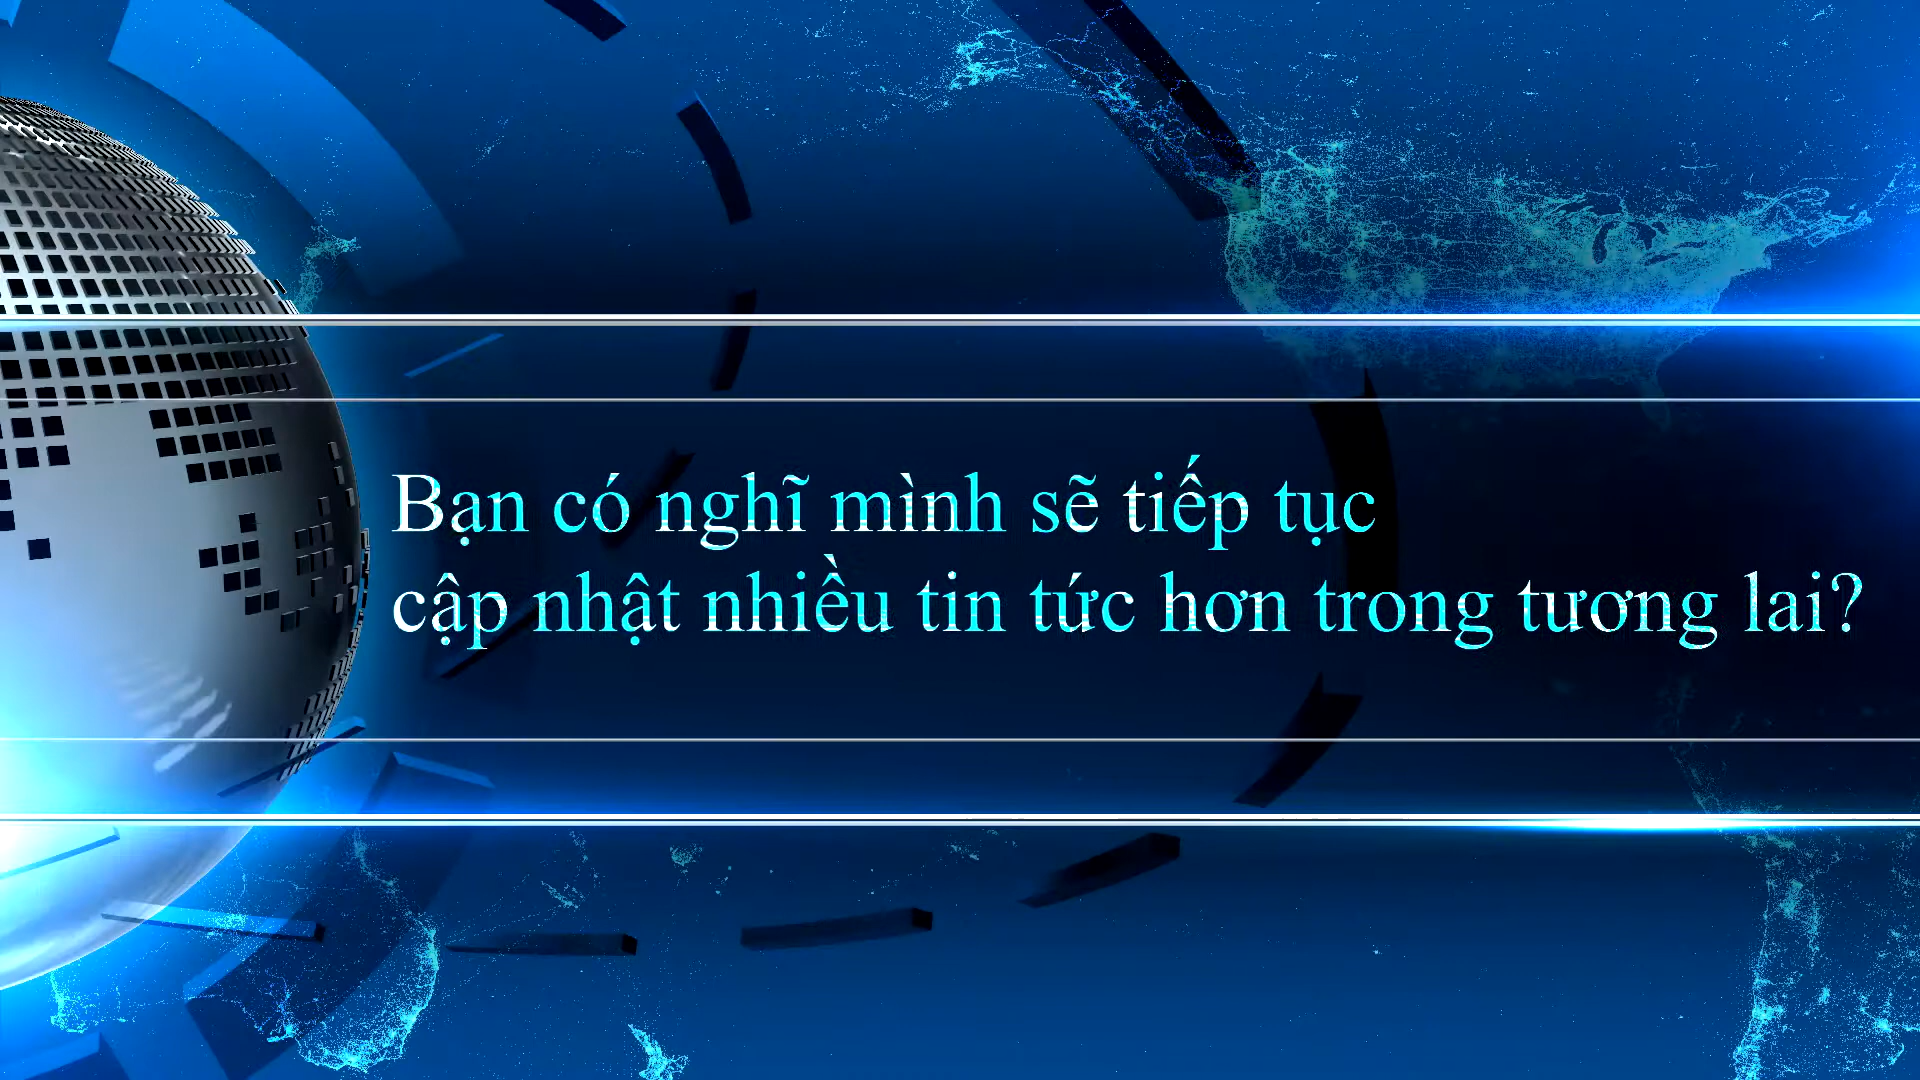 Bạn có nghĩ mình sẽ tiếp tục
cập nhật nhiều tin tức hơn trong tương lai?